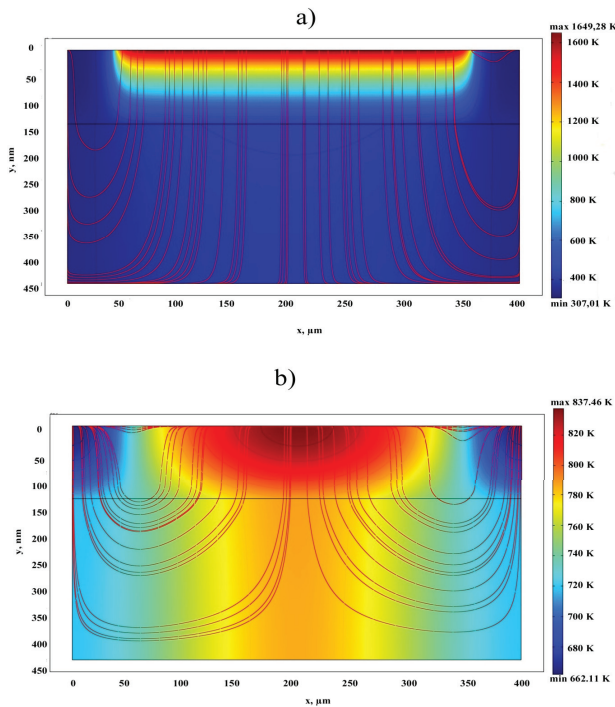 a)
max 1649,28 K
1600 K
1400 K
1200 K
1000 K
800 K
600 K
400 K
min 307,01 K
y, nm
0
50
100
150
200
250
300
350
400
450
0
50
100
150
200
250
300
350
400
x, µm
b)
max 837.46 K
820 K
800 K
780 K
760 K
740 K
720 K
700 K
680 K
min 662.11 K
y, nm
0
50
100
150
200
250
300
350
400
450
0
50
100
150
200
250
300
350
400
x, µm